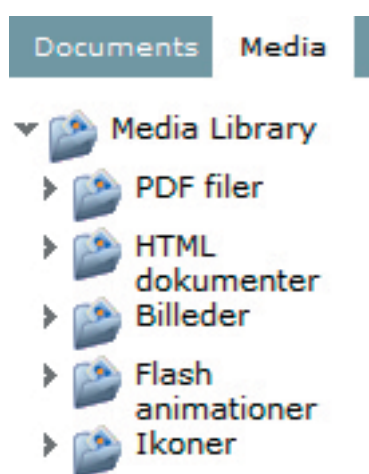 Documents Media
Media Library
PDF filer
HTML
dokumenter
Billeder
Flash
animationer
Ikoner